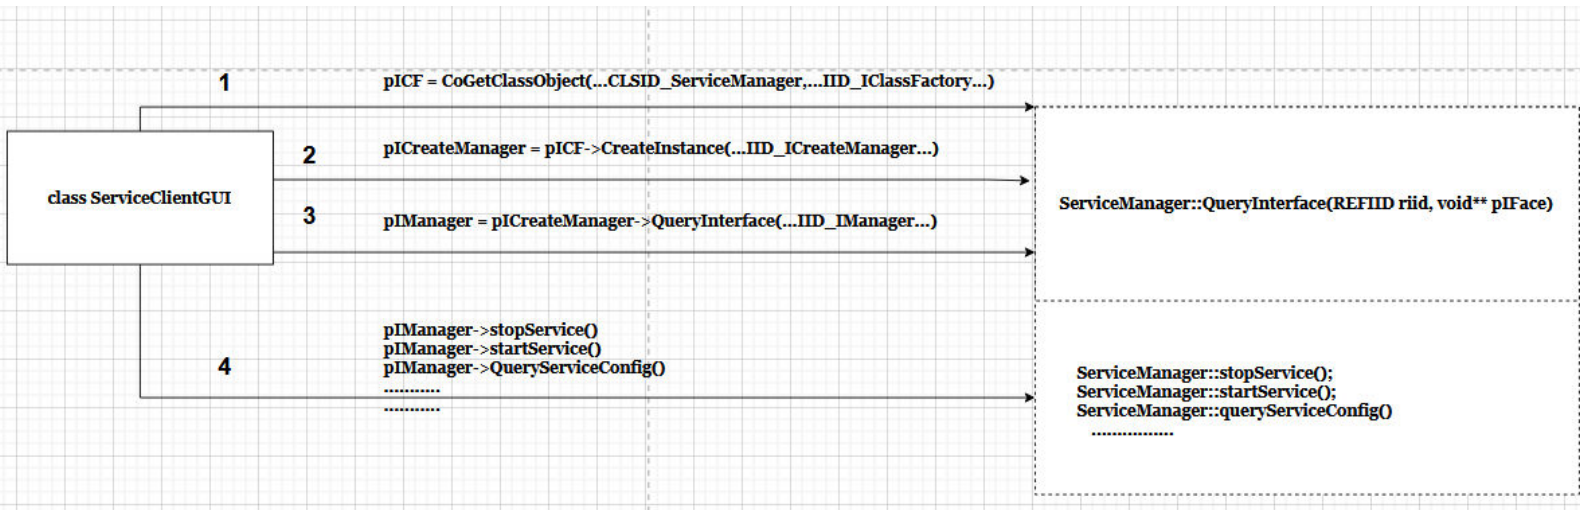 1
pICF = CoGetClassObject(...CLSID_ServiceManager,...IID_IClassFactory...)
2
pICreateManager = pICF->CreateInstance(...IID_ICreateManager...)
class ServiceClientGUI
3
pIManager = pICreateManager->QueryInterface(...IID_IManager...)
ServiceManager::QueryInterface(REFIID riid, void** pIFace)
4
pIManager->stopService()
pIManager->startService()
pIManager->QueryServiceConfig()
...........
...........
ServiceManager::stopService();
ServiceManager::startService();
ServiceManager::queryServiceConfig()
................